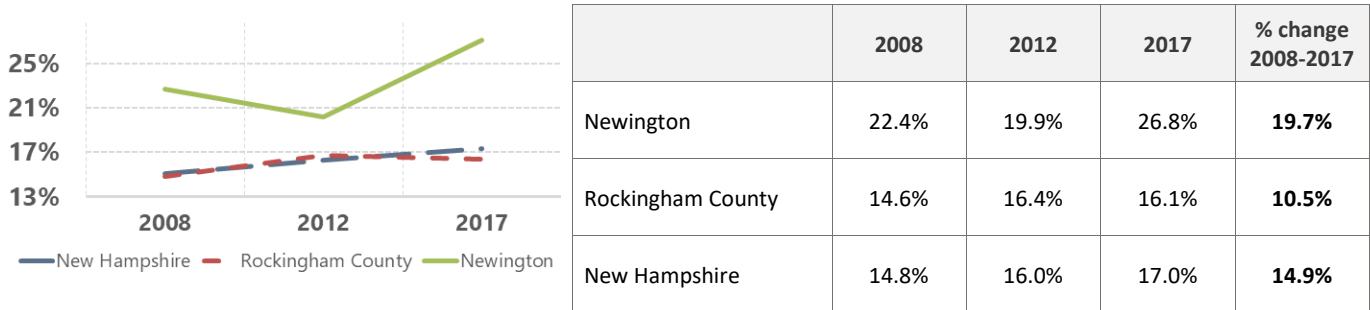 25%
21%
17%
13%
2008 2012 2017
New Hampshire Rockingham County Newington
2008 2012 2017 % change
2008-2017
Newington 22.4% 19.9% 26.8% 19.7%
Rockingham County 14.6% 16.4% 16.1% 10.5%
New Hampshire 14.8% 16.0% 17.0% 14.9%